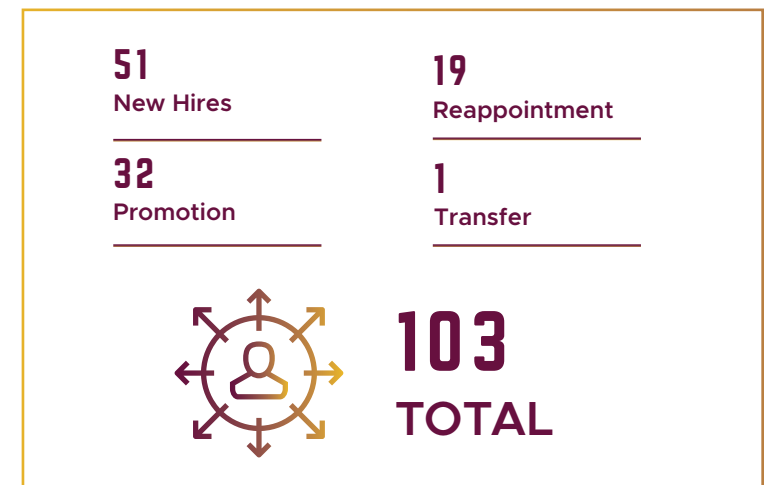 51
New Hires
19
Reappointment
32
Promotion
1
Transfer
103
TOTAL